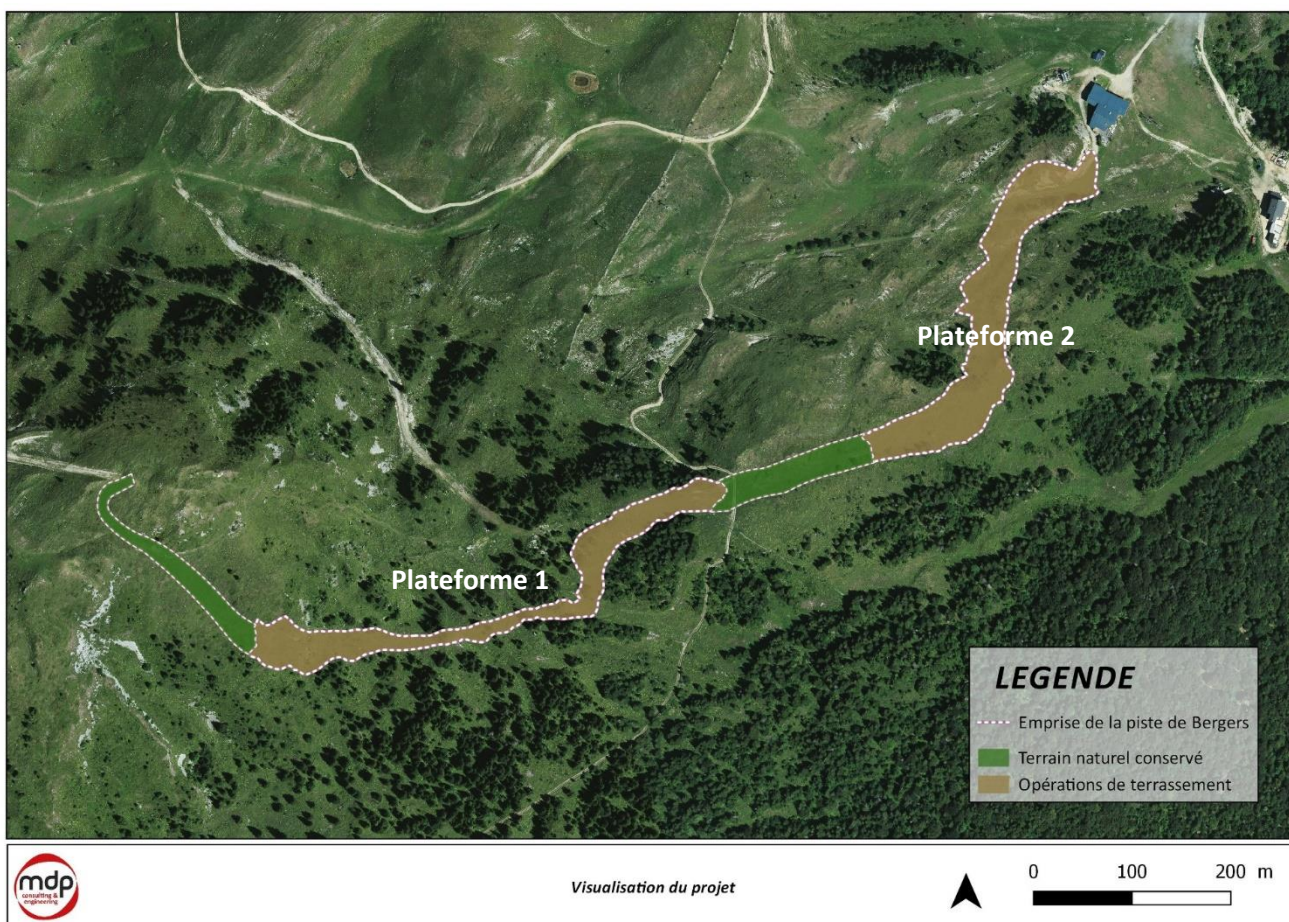 Plateforme 2
Plateforme 1
LEGENDE
Emprise de la piste de Bergers
Terrain naturel conservé
Opérations de terrassement
mdp
consulting &
engineering
Visualisation du projet
0 100 200 m